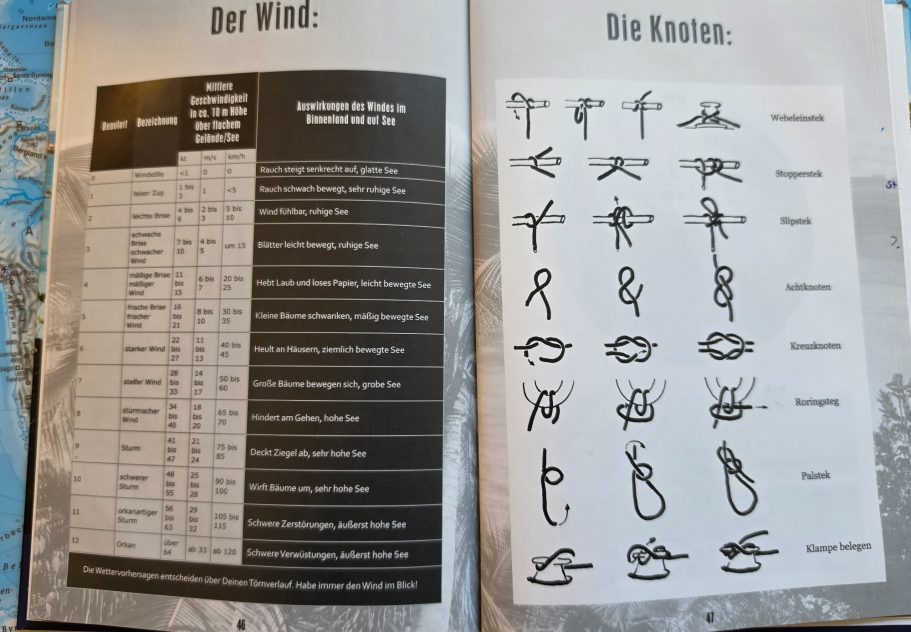 Der Wind:
Beaufort
Bezeichnung
Mittlere
Geschwindigkeit
in ca. 10 m Höhe
über flachem
Gelände/See
Auswirkungen des Windes im
Binnenland und auf See
kt m/s km/h
0 Windstille <1 0 0 Rauch steigt senkrecht auf, glatte See
1 leiser Zug 1 bis 3 1 <5 Rauch schwach bewegt, sehr ruhige See
2 leichte Brise 4 bis 6 2 bis 3 5 bis 10 Wind fühlbar, ruhige See
3 schwache Brise schwacher Wind 7 bis 10 4 bis 5 um 15 Blätter leicht bewegt, ruhige See
4 mäßige Brise mäßiger Wind 11 bis 15 6 bis 7 20 bis 25 Hebt Laub und loses Papier, leicht bewegte See
5 frische Brise frischer Wind 16 bis 21 8 bis 10 30 bis 35 Kleine Bäume schwanken, mäßig bewegte See
6 starker Wind 22 bis 27 11 bis 13 40 bis 45 Heult an Häusern, ziemlich bewegte See
7 steifer Wind 28 bis 33 14 bis 17 50 bis 60 Große Bäume bewegen sich, grobe See
8 stürmischer Wind 34 bis 40 18 bis 20 65 bis 70 Hindert am Gehen, hohe See
9 Sturm 41 bis 47 21 bis 24 75 bis 85 Deckt Ziegel ab, sehr hohe See
10 schwerer Sturm 48 bis 55 25 bis 28 90 bis 100 Wirft Bäume um, sehr hohe See
11 orkanartiger Sturm 56 bis 63 29 bis 32 105 bis 115 Schwere Zerstörungen, äußerst hohe See
12 Orkan über 64 ab 33 ab 120 Schwere Verwüstungen, äußerst hohe See
Die Wettervorhersagen entscheiden über Deinen Törnverlauf. Habe immer den Wind im Blick!
46
Die Knoten:
Webeleinstek
Stopperstek
Slipstek
Achtknoten
Kreuzknoten
Roringsteg
Palstek
Klampe belegen
47